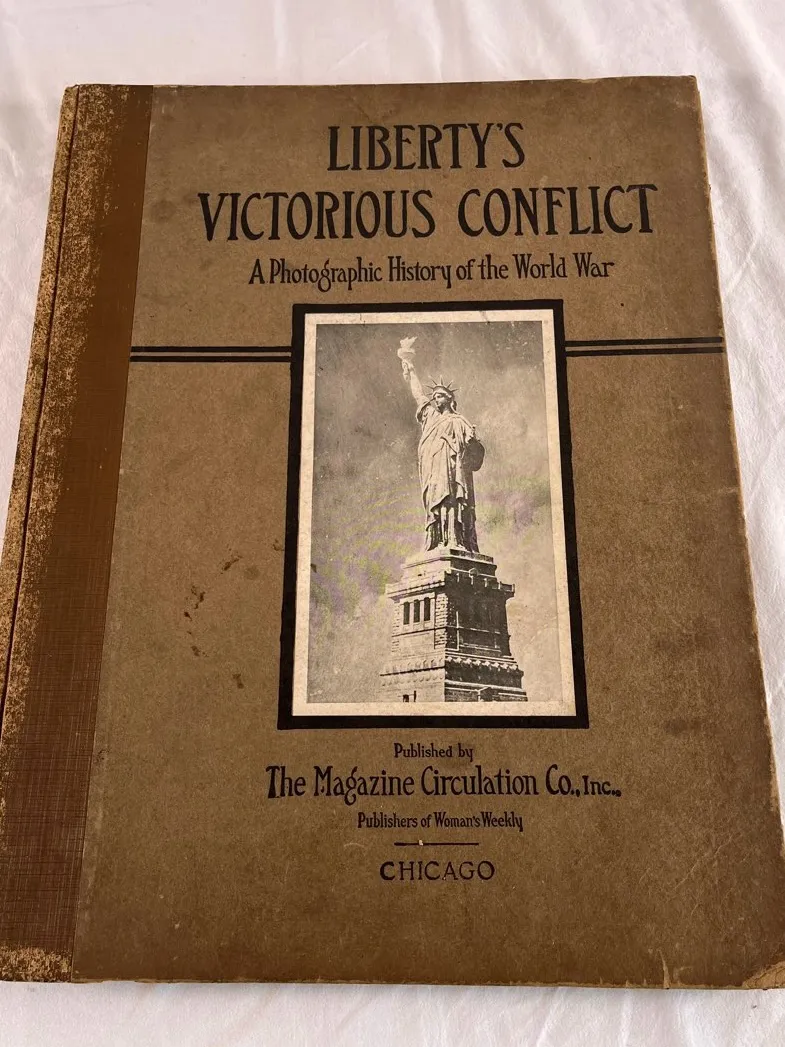 LIBERTY'S
VICTORIOUS CONFLICT
A Photographic History of the World War
Published by
The Magazine Circulation Co., Inc.,
Publishers of Woman's Weekly
CHICAGO